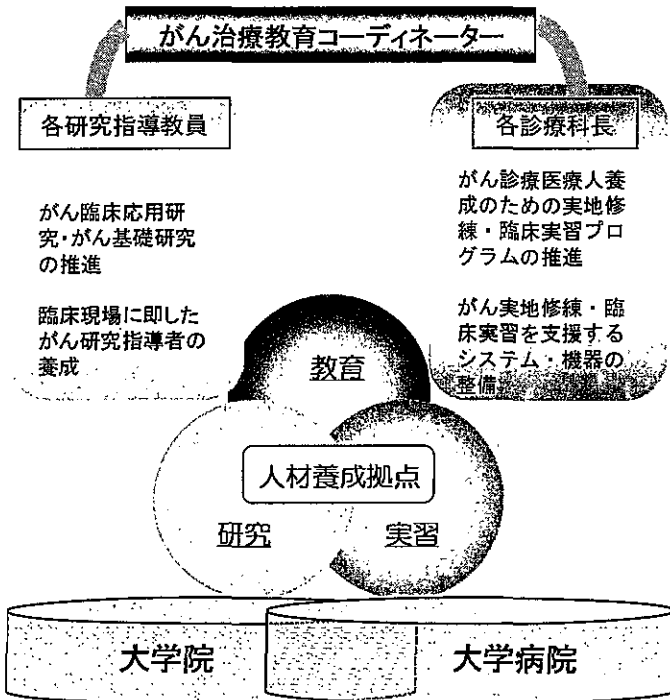 がん治療教育コーディネーター
各研究指導教員
がん臨床応用研
究・がん基礎研究
の推進
臨床現場に即した
がん研究指導者の
養成
各診療科長
がん診療医療人養
成のための実地修
練・臨床実習プロ
グラムの推進
がん実地修練・臨
床実習を支援する
システム・機器の
整備
教育
人材養成拠点
研究
実習
大学院
大学病院